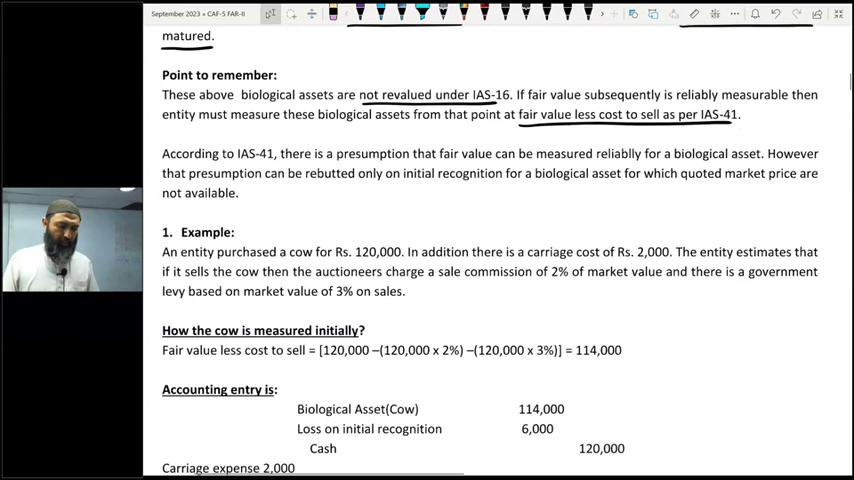 September 2023 » CAF-5 FAR-II
matured.
Point to remember:
These above biological assets are not revalued under IAS-16. If fair value subsequently is reliably measurable then
entity must measure these biological assets from that point at fair value less cost to sell as per IAS-41.
According to IAS-41, there is a presumption that fair value can be measured reliablly for a biological asset. However
that presumption can be rebutted only on initial recognition for a biological asset for which quoted market price are
not available.
1. Example:
An entity purchased a cow for Rs. 120,000. In addition there is a carriage cost of Rs. 2,000. The entity estimates that
if it sells the cow then the auctioneers charge a sale commission of 2% of market value and there is a government
levy based on market value of 3% on sales.
How the cow is measured initially?
Fair value less cost to sell = [120,000 –(120,000 x 2%) –(120,000 x 3%)] = 114,000
Accounting entry is:
Biological Asset(Cow) 114,000
Loss on initial recognition 6,000
Cash 120,000
Carriage expense 2,000